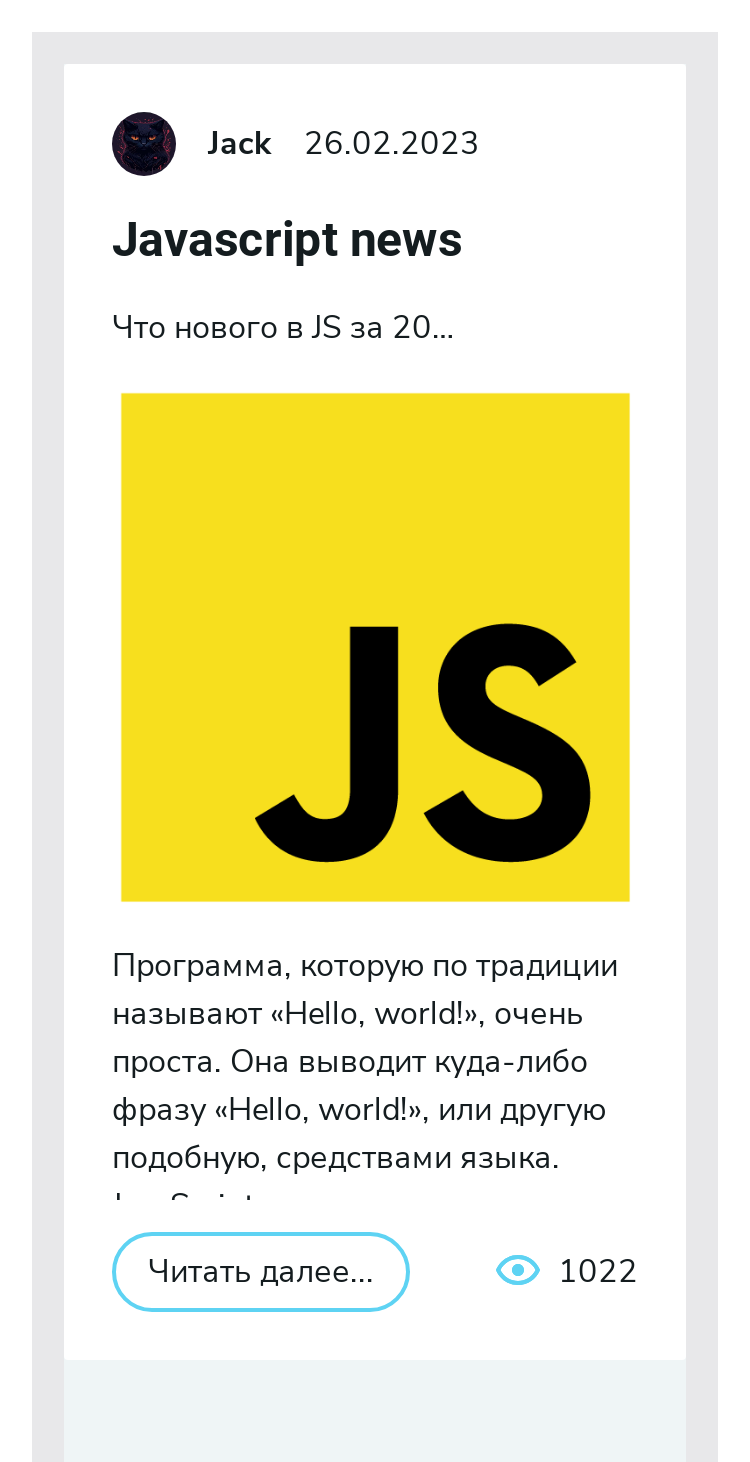 Jack 26.02.2023
Javascript news
Что нового в JS за 20...
JS
Программа, которую по традиции
называют «Hello, world!», очень
проста. Она выводит куда-либо
фразу «Hello, world!», или другую
подобную, средствами языка.
Читать далее... 1022